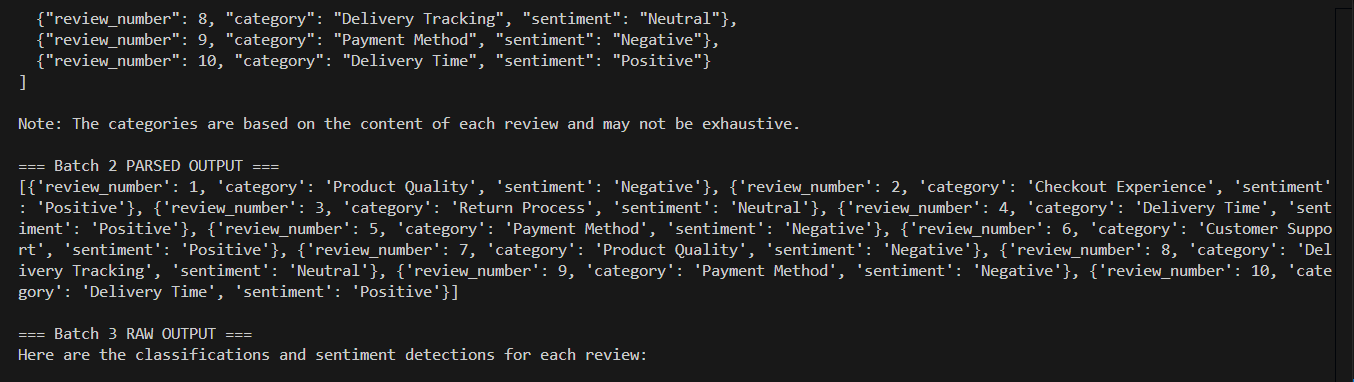 {"review_number": 8, "category": "Delivery Tracking", "sentiment": "Neutral"},
{"review_number": 9, "category": "Payment Method", "sentiment": "Negative"},
{"review_number": 10, "category": "Delivery Time", "sentiment": "Positive"}
]
Note: The categories are based on the content of each review and may not be exhaustive.
=== Batch 2 PARSED OUTPUT ===
[{'review_number': 1, 'category': 'Product Quality', 'sentiment': 'Negative'}, {'review_number': 2, 'category': 'Checkout Experience', 'sentiment'
: 'Positive'}, {'review_number': 3, 'category': 'Return Process', 'sentiment': 'Neutral'}, {'review_number': 4, 'category': 'Delivery Time', 'sent
iment': 'Positive'}, {'review_number': 5, 'category': 'Payment Method', 'sentiment': 'Negative'}, {'review_number': 6, 'category': 'Customer Suppo
rt', 'sentiment': 'Positive'}, {'review_number': 7, 'category': 'Product Quality', 'sentiment': 'Negative'}, {'review_number': 8, 'category': 'Del
ivery Tracking', 'sentiment': 'Neutral'}, {'review_number': 9, 'category': 'Payment Method', 'sentiment': 'Negative'}, {'review_number': 10, 'cate
gory': 'Delivery Time', 'sentiment': 'Positive'}]
=== Batch 3 RAW OUTPUT ===
Here are the classifications and sentiment detections for each review: